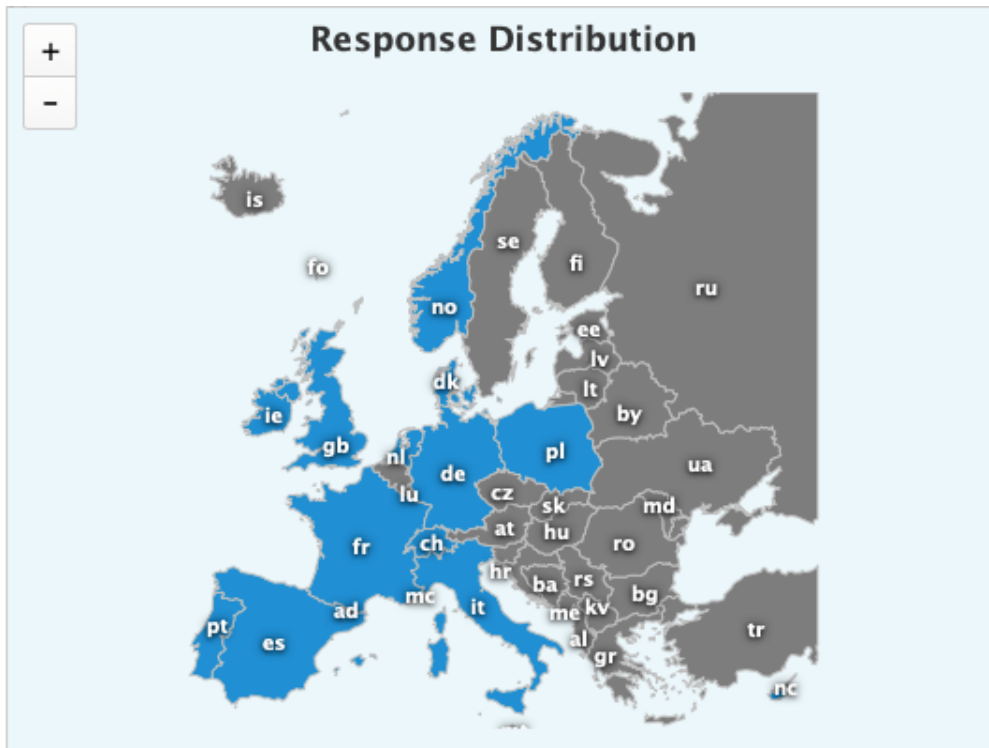 +
Response Distribution
-
is
se
fo
fi
ru
no
ee
lv
dk
lt
by
ie
gb
nl
pl
de
ua
lu
cz
sk
md
at
hu
ch
fr
ro
hr
ba
rs
bg
mc
it
me
kv
ad
pt
es
al
gr
tr
nc